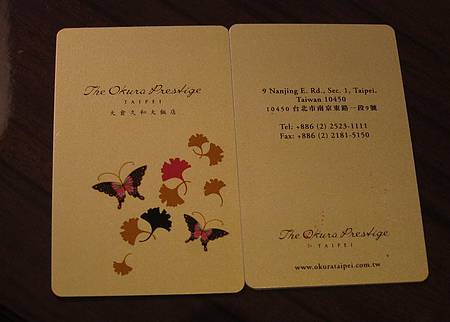 The Okura Prestige
TAIPEI
大倉久和大飯店
9 Nanjing E. Rd., Sec. 1, Taipei,
Taiwan 10450
10450 台北市南京東路一段9號
Tel: +886 (2) 2523-1111
Fax: +886 (2) 2181-5150
The Okura Prestige
TAIPEI
www.okurataipei.com.tw